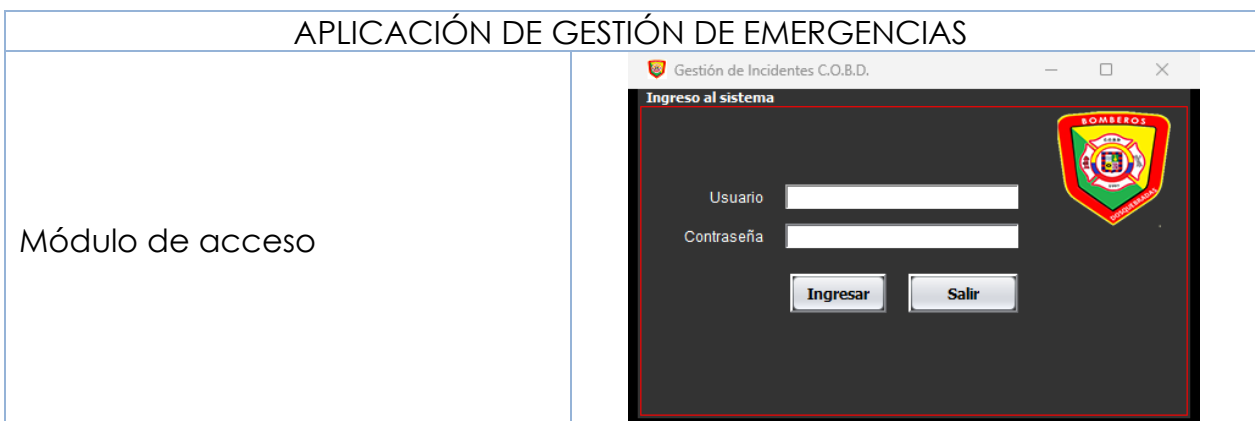 APLICACIÓN DE GESTIÓN DE EMERGENCIAS
Módulo de acceso
Gestión de Incidentes C.O.B.D.
Ingreso al sistema
BOMBEROS
DOSQUEBRADAS
Usuario
Contraseña
Ingresar
Salir